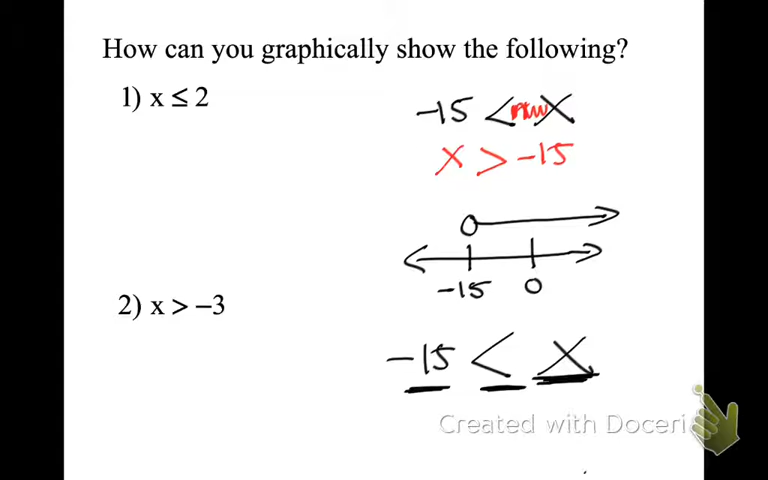 How can you graphically show the following?
1) x ≤ 2
-15 < x
x > -15
-15 0
2) x > −3
-15 < x
Created with Doceri